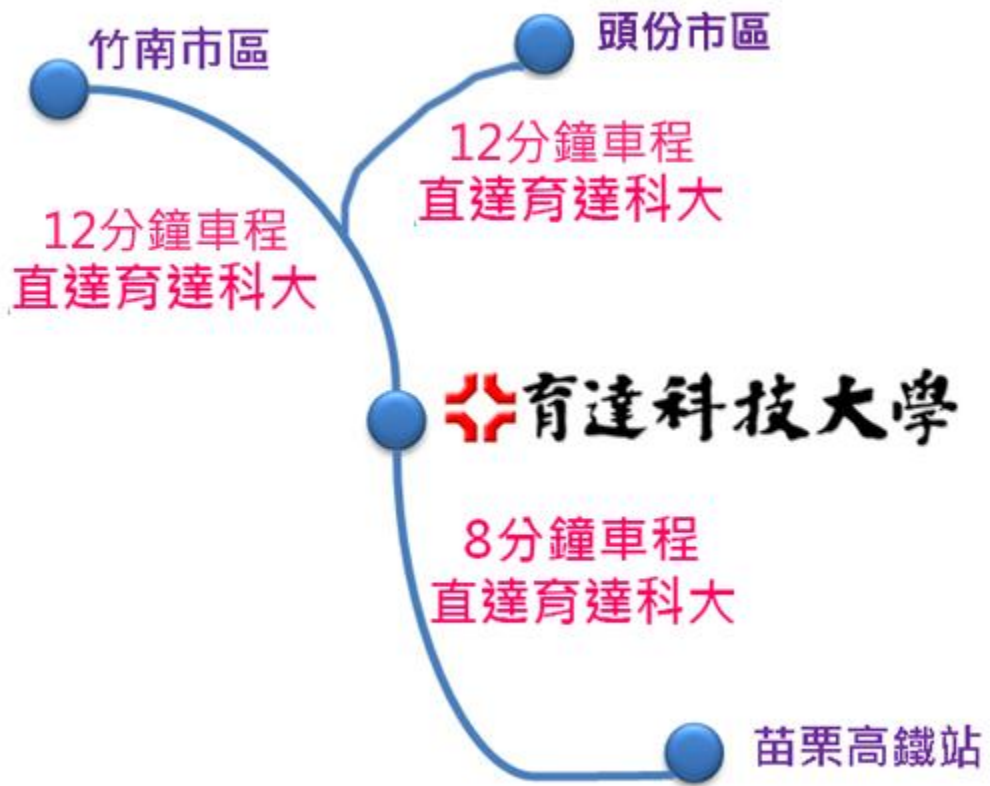 竹南市區
頭份市區
12分鐘車程
直達育達科大
12分鐘車程
直達育達科大
育達科技大學
8分鐘車程
直達育達科大
苗栗高鐵站